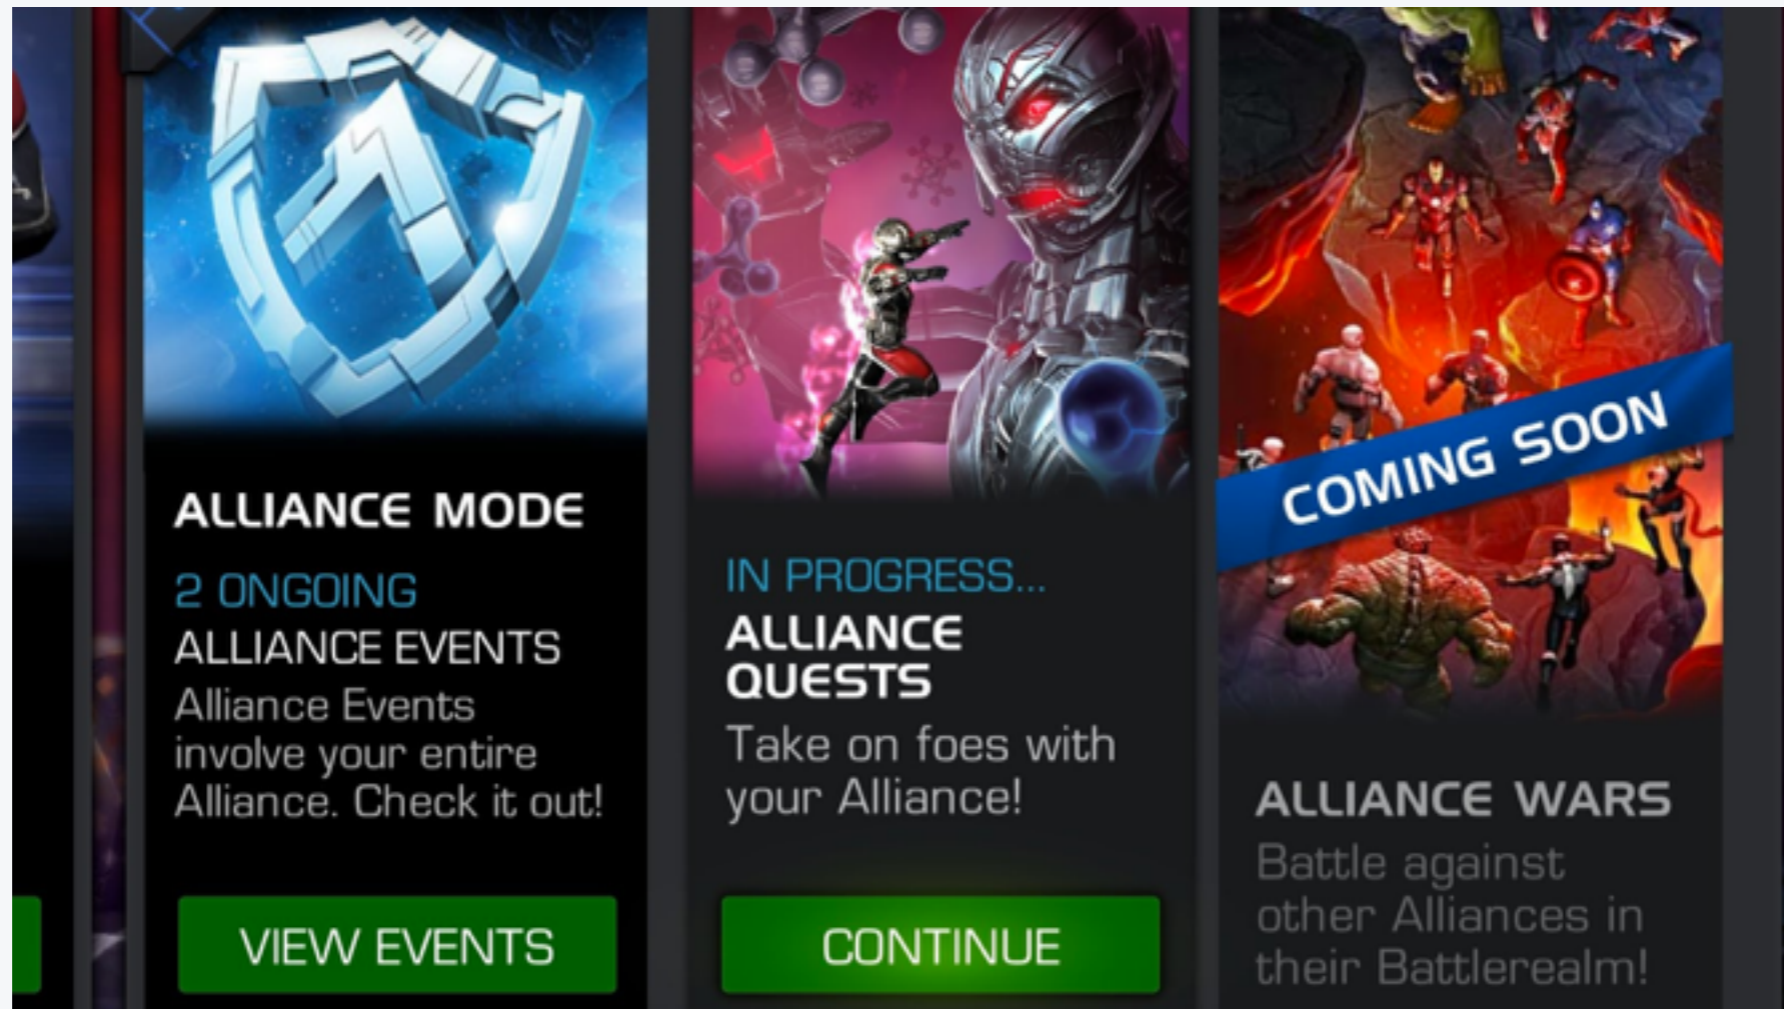 ALLIANCE MODE
2 ONGOING
ALLIANCE EVENTS
Alliance Events
involve your entire
Alliance. Check it out!
VIEW EVENTS
IN PROGRESS...
ALLIANCE
QUESTS
Take on foes with
your Alliance!
CONTINUE
COMING SOON
ALLIANCE WARS
Battle against
other Alliances in
their Battlerealm!